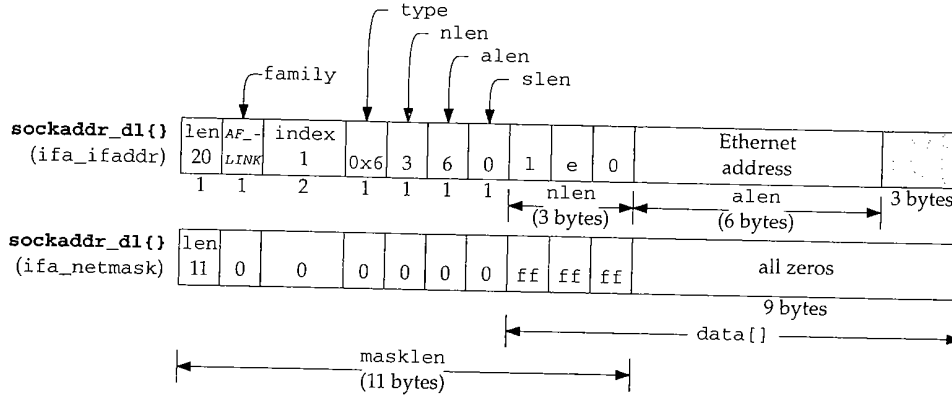 type
nlen
alen
slen
family
sockaddr_dl{}
(ifa_ifaddr)
len AF_- index Ethernet
20 LINK 1 0x6 3 6 0 l e 0 address
1 1 2 1 1 1 1 nlen alen 3 bytes
(3 bytes) (6 bytes)
sockaddr_dl{}
(ifa_netmask)
len
11 0 0 0 0 0 0 ff ff ff all zeros
9 bytes
data[]
masklen
(11 bytes)